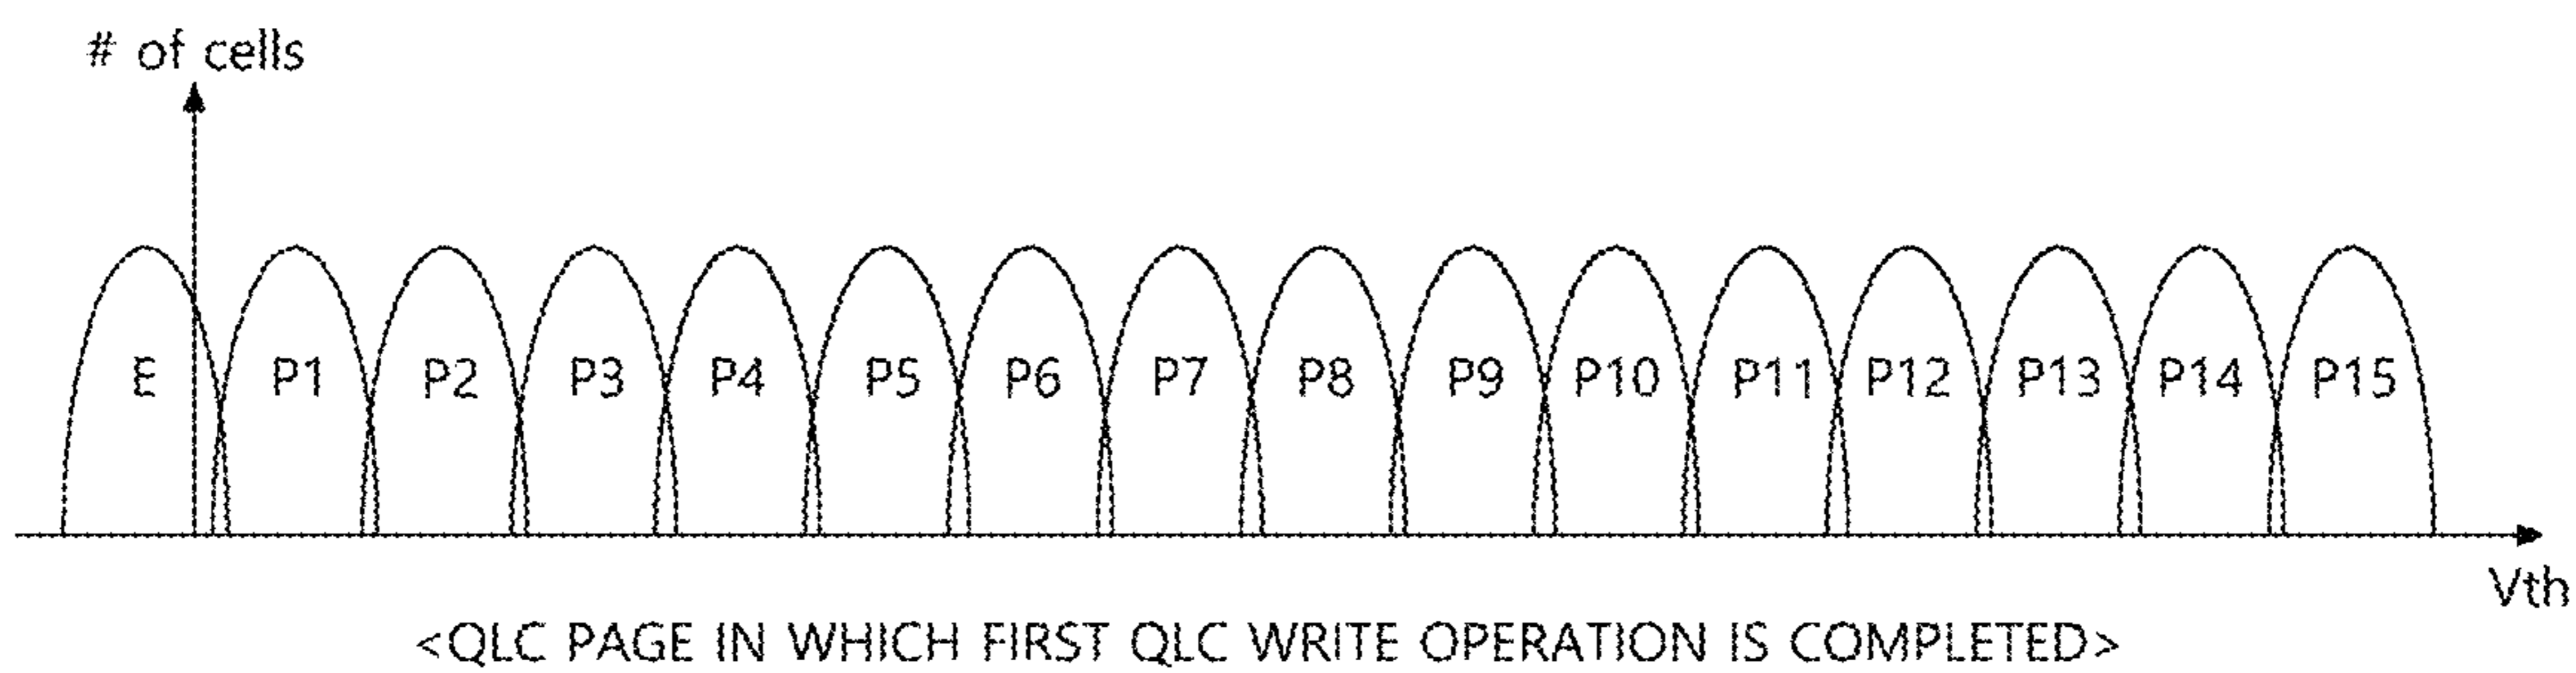 # of cells
E P1 P2 P3 P4 P5 P6 P7 P8 P9 P10 P11 P12 P13 P14 P15
Vth
<QLC PAGE IN WHICH FIRST QLC WRITE OPERATION IS COMPLETED>